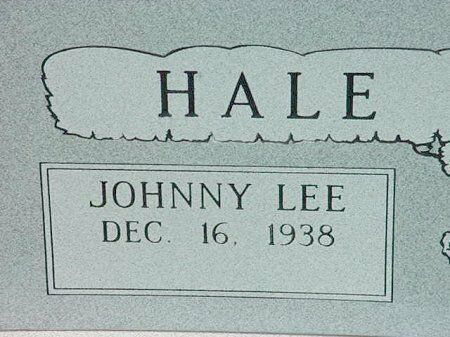 HALE
JOHNNY LEE
DEC. 16, 1938